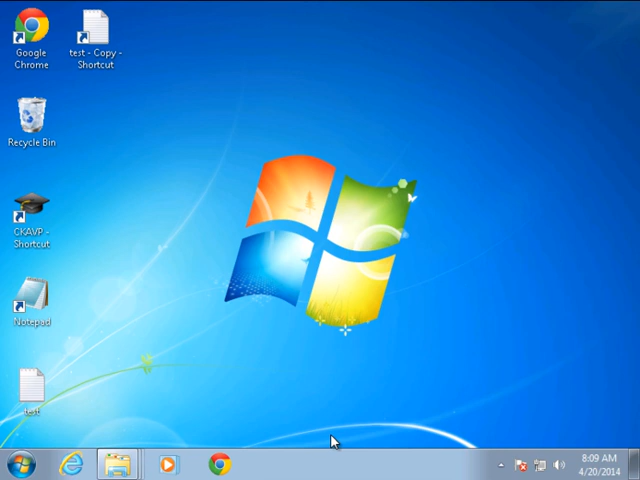 Google
Chrome
test - Copy -
Shortcut
Recycle Bin
CKAVP -
Shortcut
Notepad
test
8:09 AM
4/20/2014